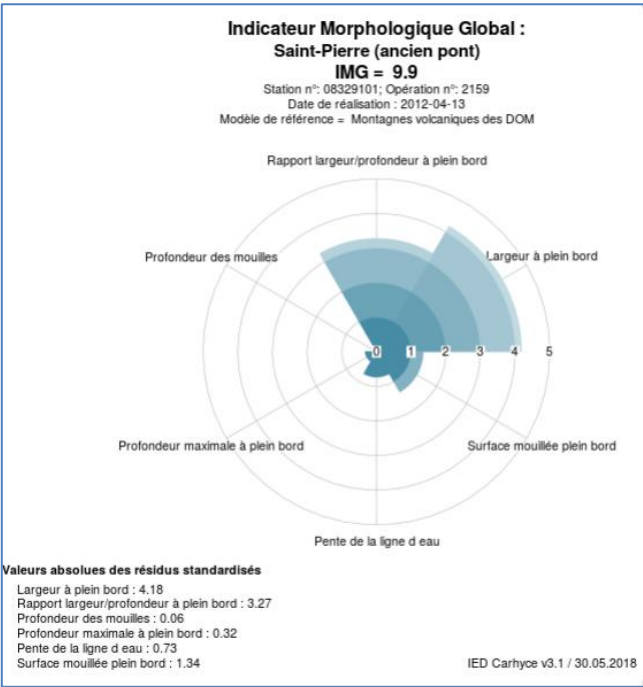 Indicateur Morphologique Global :
Saint-Pierre (ancien pont)
IMG = 9.9
Station n°: 08329101; Opération n°: 2159
Date de réalisation : 2012-04-13
Modèle de référence = Montagnes volcaniques des DOM
Rapport largeur/profondeur à plein bord
Profondeur des mouilles
Largeur à plein bord
0 1 2 3 4 5
Profondeur maximale à plein bord
Surface mouillée plein bord
Pente de la ligne d eau
Valeurs absolues des résidus standardisés
Largeur à plein bord : 4.18
Rapport largeur/profondeur à plein bord : 3.27
Profondeur des mouilles : 0.06
Profondeur maximale à plein bord : 0.32
Pente de la ligne d eau : 0.73
Surface mouillée plein bord : 1.34
IED Carhyce v3.1 / 30.05.2018